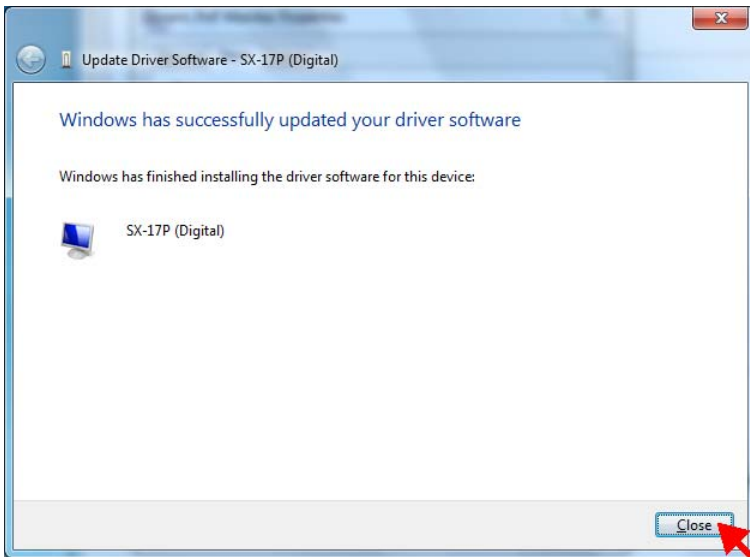 Update Driver Software - SX-17P (Digital)
Windows has successfully updated your driver software
Windows has finished installing the driver software for this device:
SX-17P (Digital)
Close